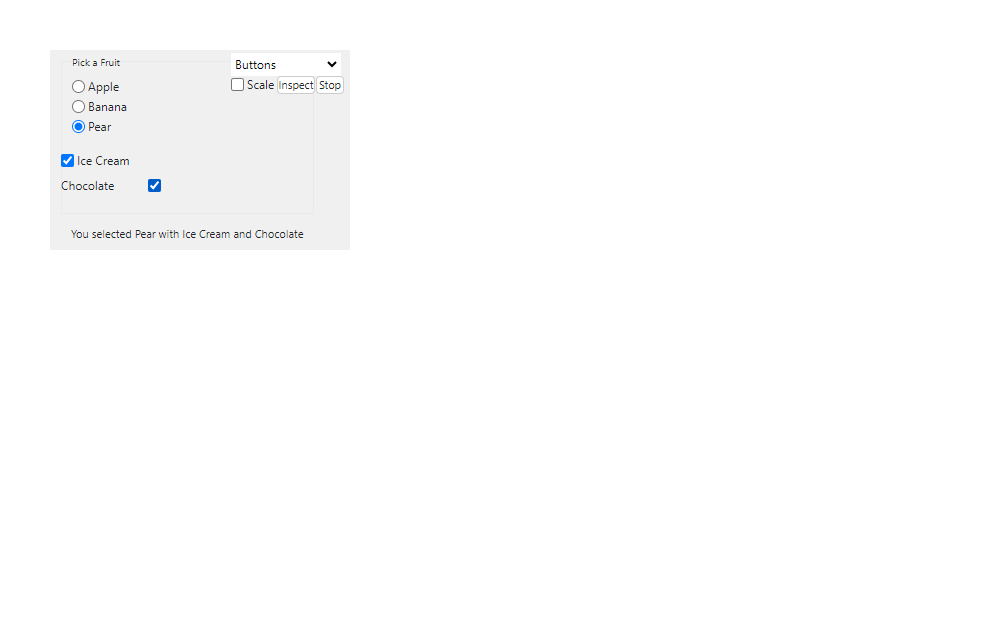 Pick a Fruit
Buttons
Apple
Scale Inspect Stop
Banana
Pear
Ice Cream
Chocolate
You selected Pear with Ice Cream and Chocolate